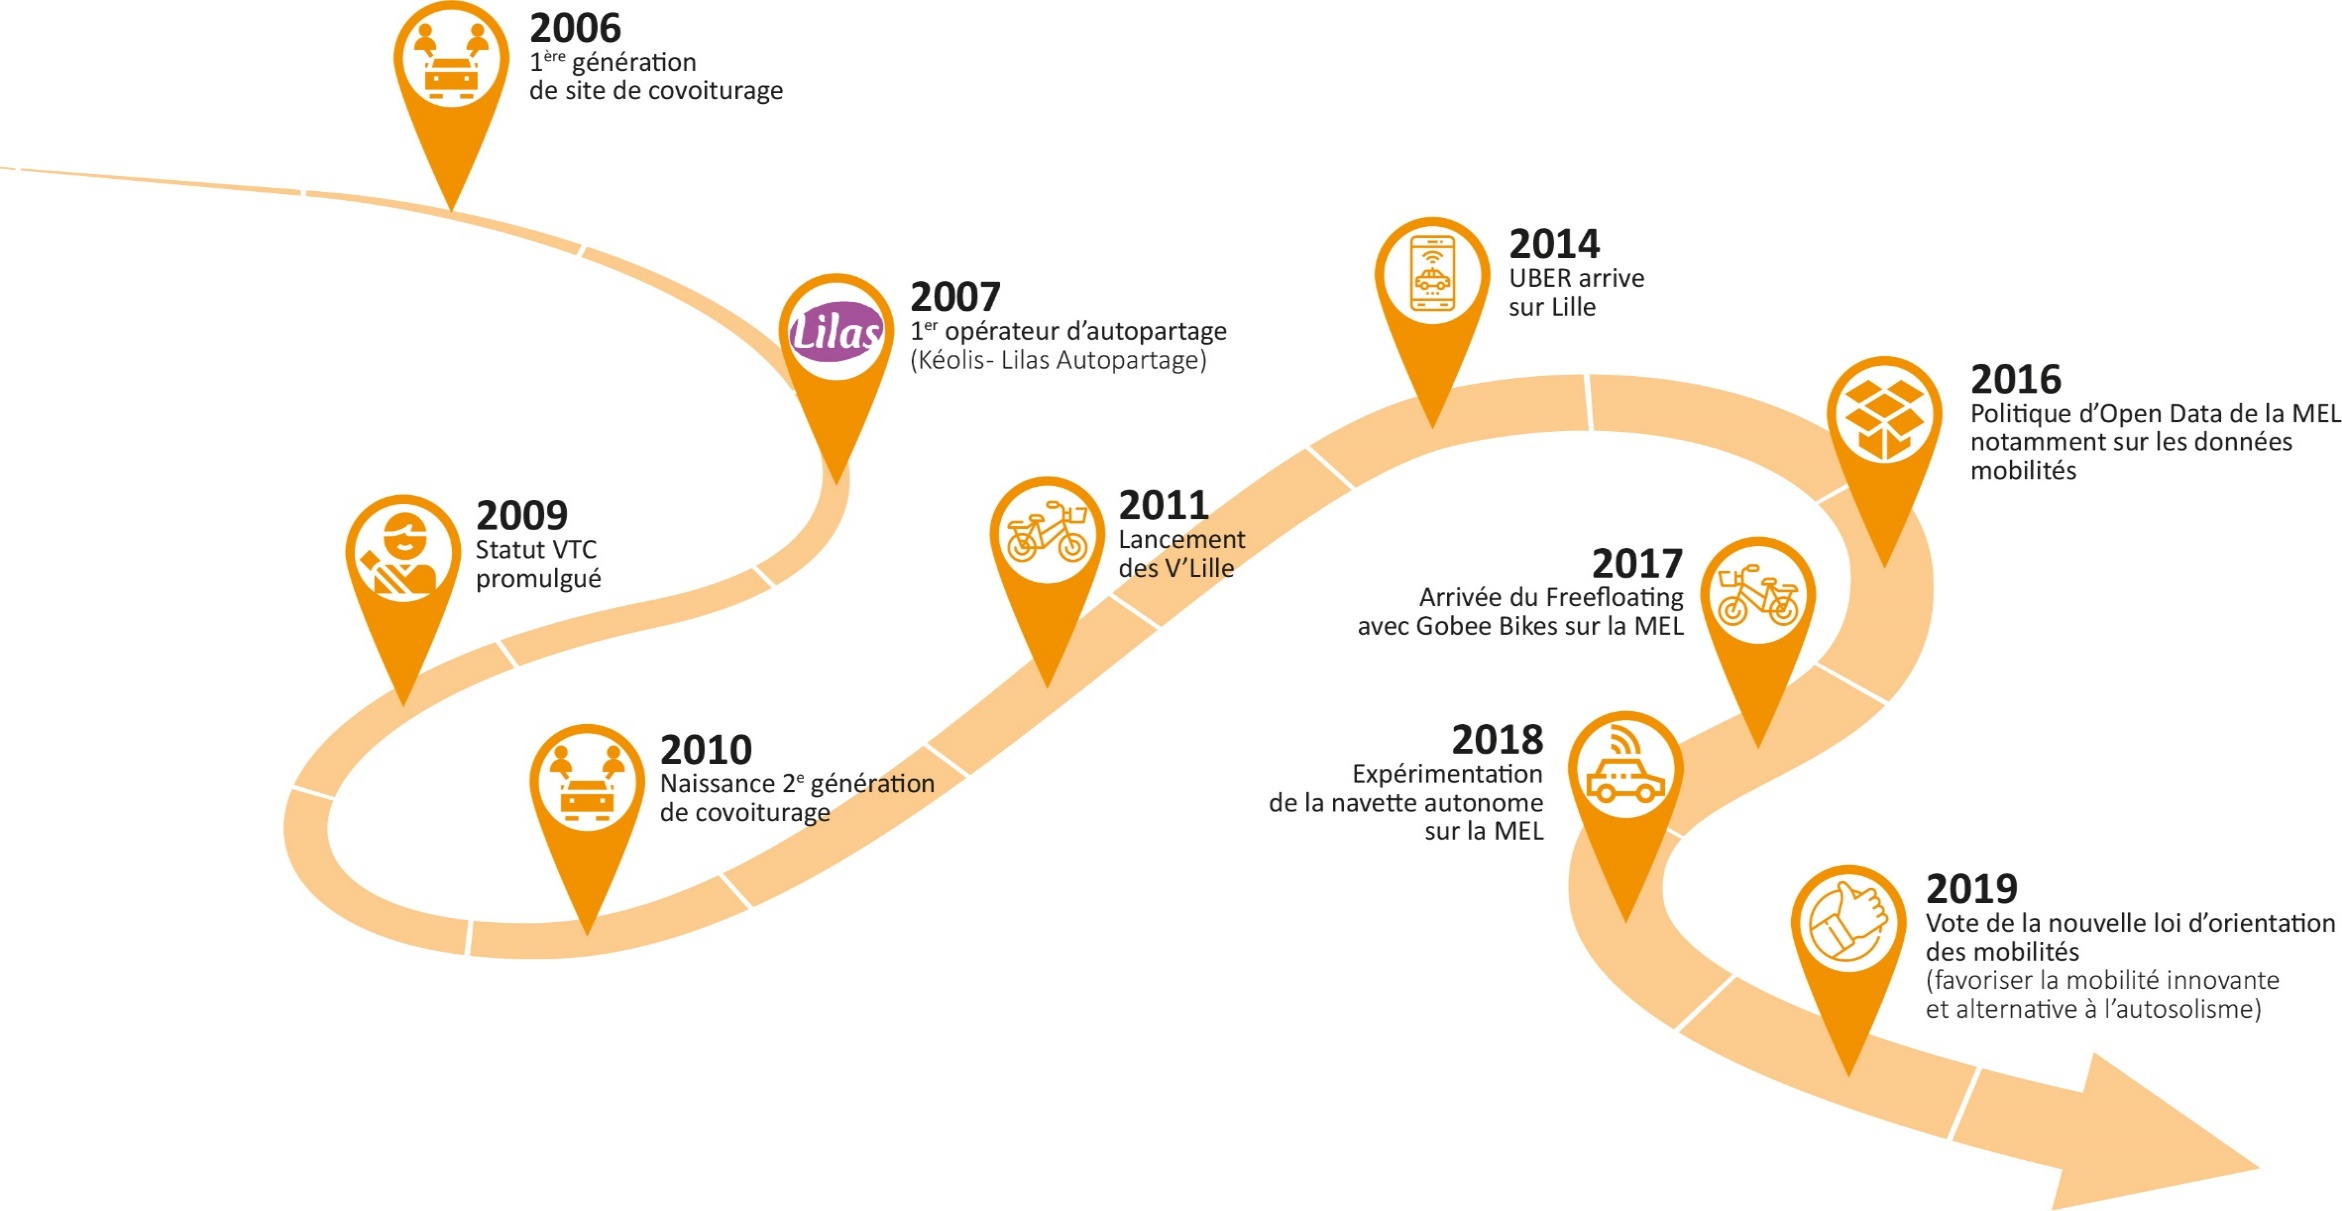 2006
1ère génération
de site de covoiturage
Lilas
2007
1er opérateur d’autopartage
(Kéolis- Lilas Autopartage)
2009
Statut VTC
promulgué
2010
Naissance 2e génération
de covoiturage
2011
Lancement
des V’Lille
2014
UBER arrive
sur Lille
2016
Politique d’Open Data de la MEL
notamment sur les données
mobilités
2017
Arrivée du Freefloating
avec Gobee Bikes sur la MEL
2018
Expérimentation
de la navette autonome
sur la MEL
2019
Vote de la nouvelle loi d’orientation
des mobilités
(favoriser la mobilité innovante
et alternative à l’autosolisme)